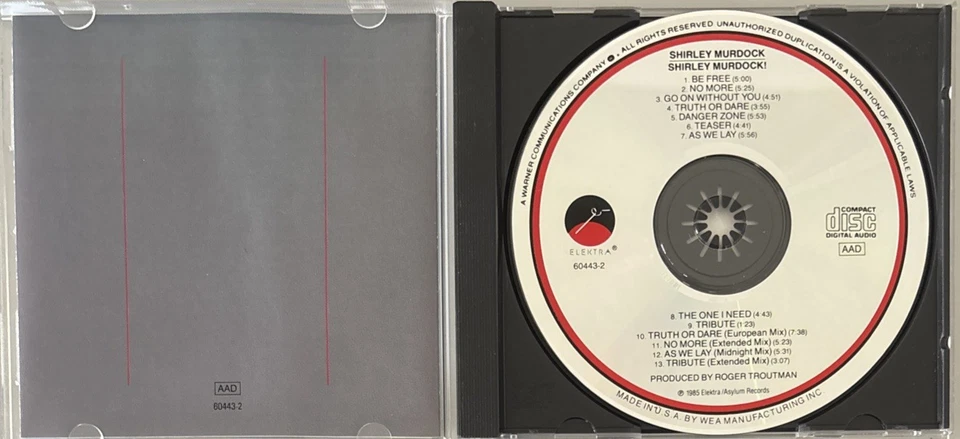 AAD
60443-2
A WARNER COMMUNICATIONS COMPANY • ALL RIGHTS RESERVED UNAUTHORIZED DUPLICATION IS A VIOLATION OF APPLICABLE LAWS
SHIRLEY MURDOCK
SHIRLEY MURDOCK!
1. BE FREE (5:00)
2. NO MORE (5:25)
3. GO ON WITHOUT YOU (4:51)
4. TRUTH OR DARE (3:55)
5. DANGER ZONE (5:53)
6. TEASER (4:41)
7. AS WE LAY (5:56)
ELEKTRA®
60443-2
COMPACT
disc
DIGITAL AUDIO
AAD
8. THE ONE I NEED (4:43)
9. TRIBUTE (1:23)
10. TRUTH OR DARE (European Mix) (7:38)
11. NO MORE (Extended Mix) (5:23)
12. AS WE LAY (Midnight Mix) (5:31)
13. TRIBUTE (Extended Mix) (3:07)
PRODUCED BY ROGER TROUTMAN
℗ 1985 Elektra/Asylum Records
MADE IN U.S.A. BY WEA MANUFACTURING INC